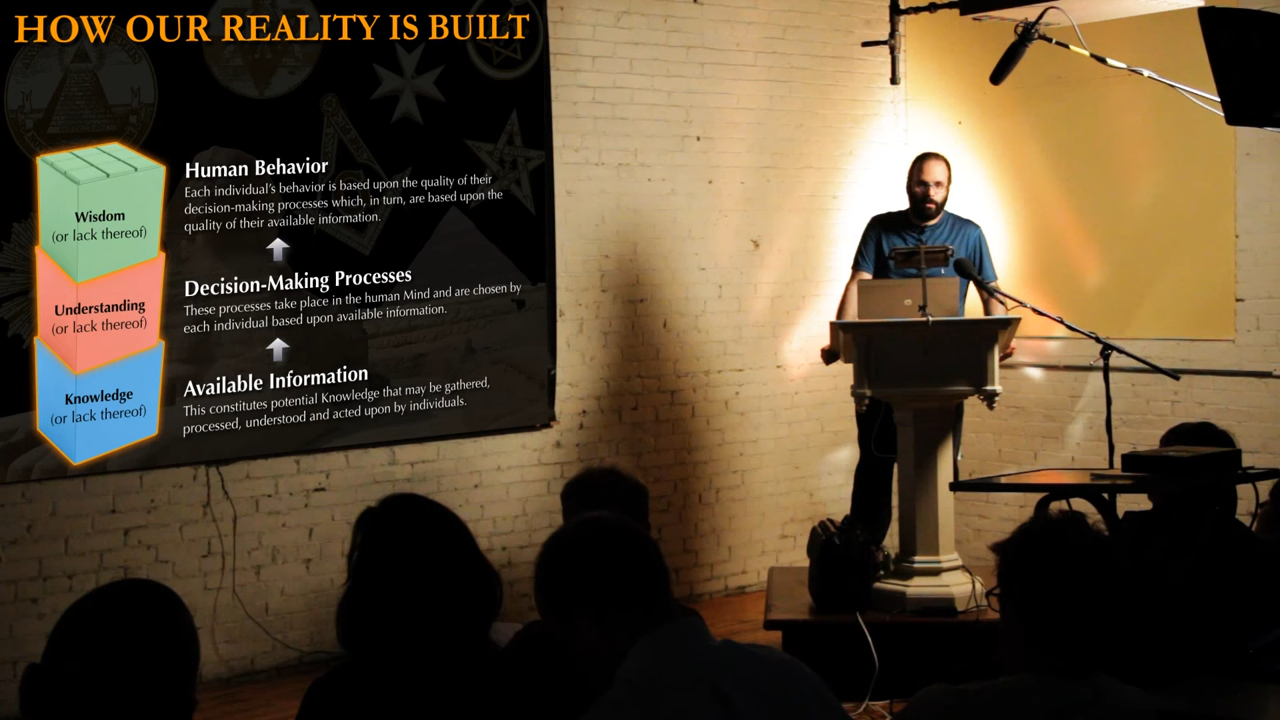 HOW OUR REALITY IS BUILT
Human Behavior
Each individual's behavior is based upon the quality of their
decision-making processes which, in turn, are based upon the
quality of their available information.
Wisdom
(or lack thereof)
Decision-Making Processes
These processes take place in the human Mind and are chosen by
each individual based upon available information.
Understanding
(or lack thereof)
Available Information
This constitutes potential Knowledge that may be gathered,
processed, understood and acted upon by individuals.
Knowledge
(or lack thereof)